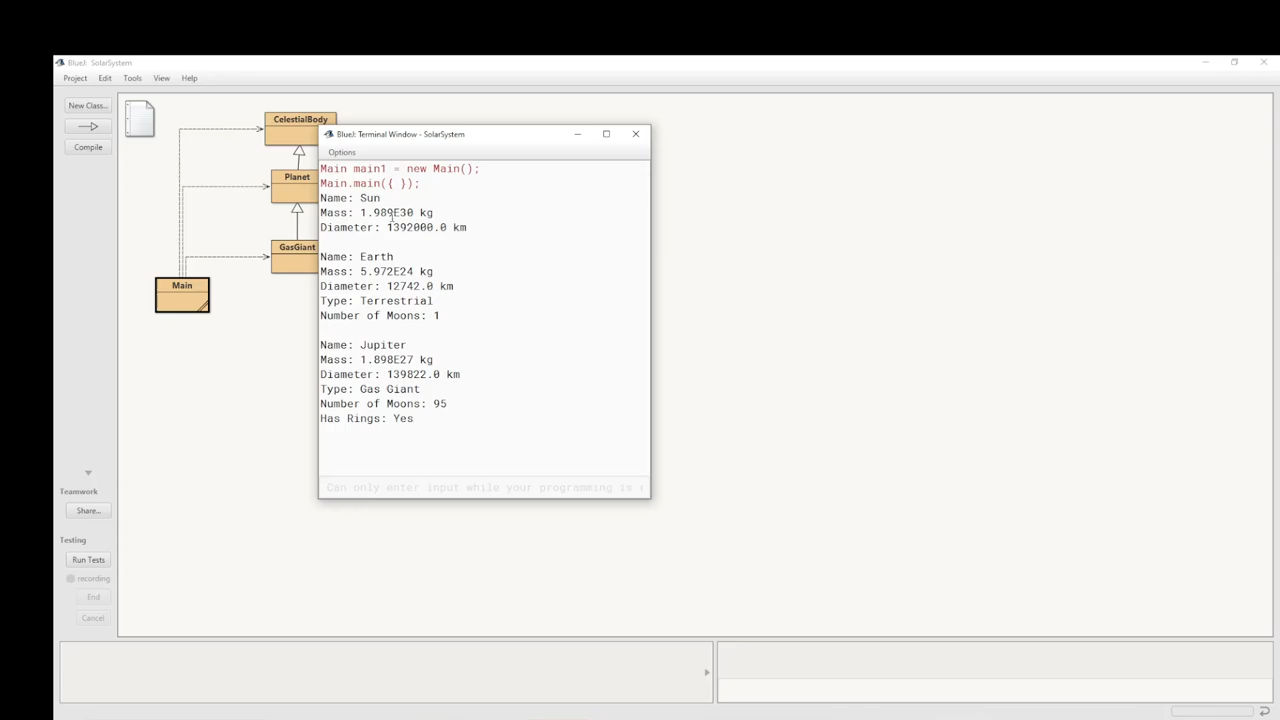 BlueJ: SolarSystem
Project Edit Tools View Help
New Class...
Compile
CelestialBody
Planet
GasGiant
Main
BlueJ: Terminal Window - SolarSystem
Options
Main main1 = new Main();
Main.main({ });
Name: Sun
Mass: 1.989E30 kg
Diameter: 1392000.0 km
Name: Earth
Mass: 5.972E24 kg
Diameter: 12742.0 km
Type: Terrestrial
Number of Moons: 1
Name: Jupiter
Mass: 1.898E27 kg
Diameter: 139822.0 km
Type: Gas Giant
Number of Moons: 95
Has Rings: Yes
Can only enter input while your programming is
Teamwork
Share...
Testing
Run Tests
recording
End
Cancel